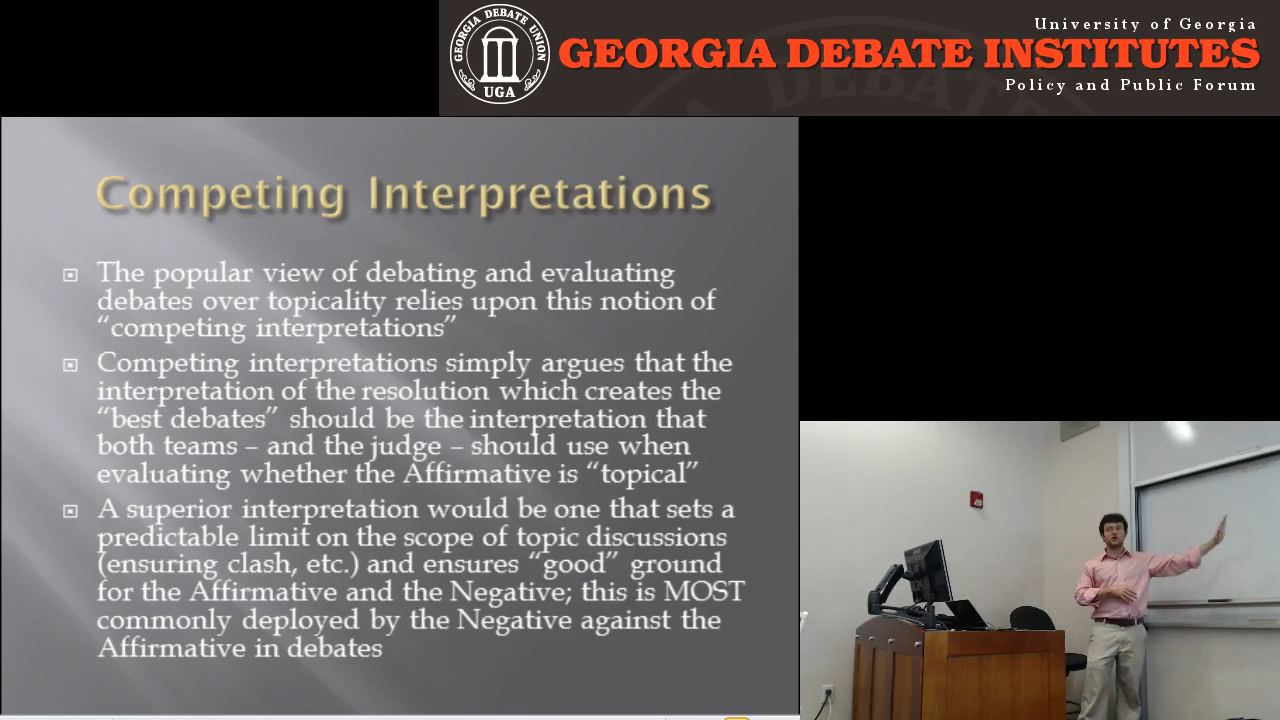 GEORGIA DEBATE UNION
UGA
University of Georgia
GEORGIA DEBATE INSTITUTES
Policy and Public Forum
Competing Interpretations
The popular view of debating and evaluating
debates over topicality relies upon this notion of
“competing interpretations”
Competing interpretations simply argues that the
interpretation of the resolution which creates the
“best debates” should be the interpretation that
both teams – and the judge – should use when
evaluating whether the Affirmative is “topical”
A superior interpretation would be one that sets a
predictable limit on the scope of topic discussions
(ensuring clash, etc.) and ensures “good” ground
for the Affirmative and the Negative; this is MOST
commonly deployed by the Negative against the
Affirmative in debates